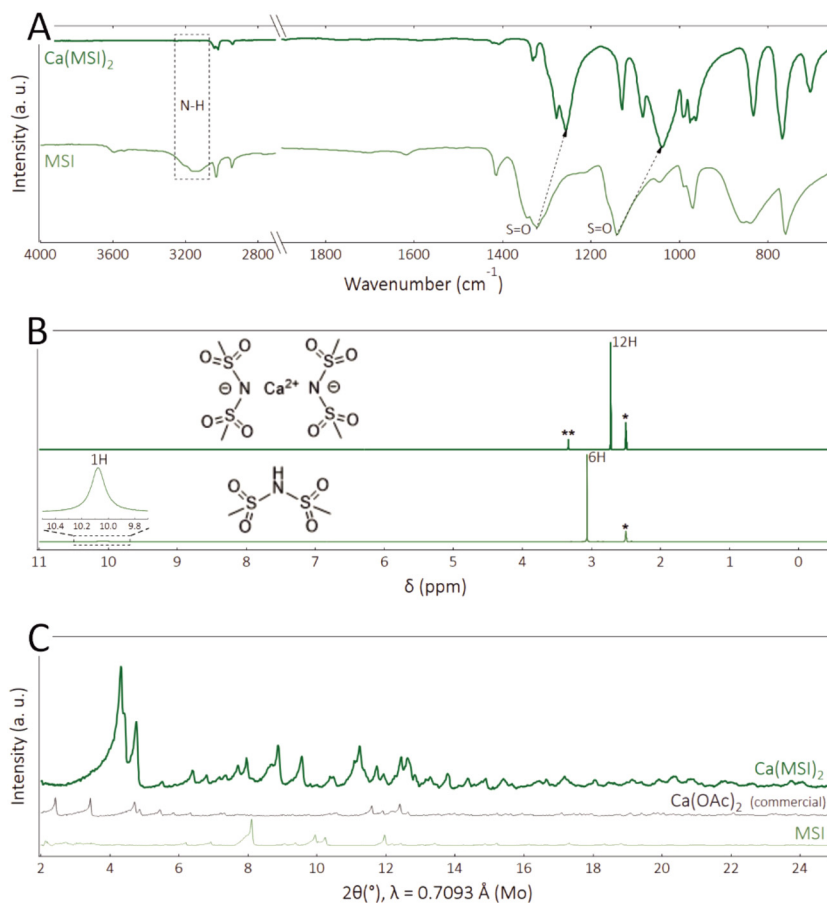 A
Intensity (a. u.)
Ca(MSI)2
MSI
N-H
S=O
S=O
4000 3600 3200 2800 1800 1600 1400 1200 1000 800
Wavenumber (cm-1)
B
O O
S
O O
S
⊖ N Ca2+ N ⊖
S
O O
S
O O
12H
**
*
1H
10.4 10.2 10.0 9.8
H
N
O S S O
O O
6H
*
11 10 9 8 7 6 5 4 3 2 1 0
δ (ppm)
C
Intensity (a. u.)
Ca(MSI)2
Ca(OAc)2 (commercial)
MSI
2 4 6 8 10 12 14 16 18 20 22 24
2θ(°), λ = 0.7093 Å (Mo)